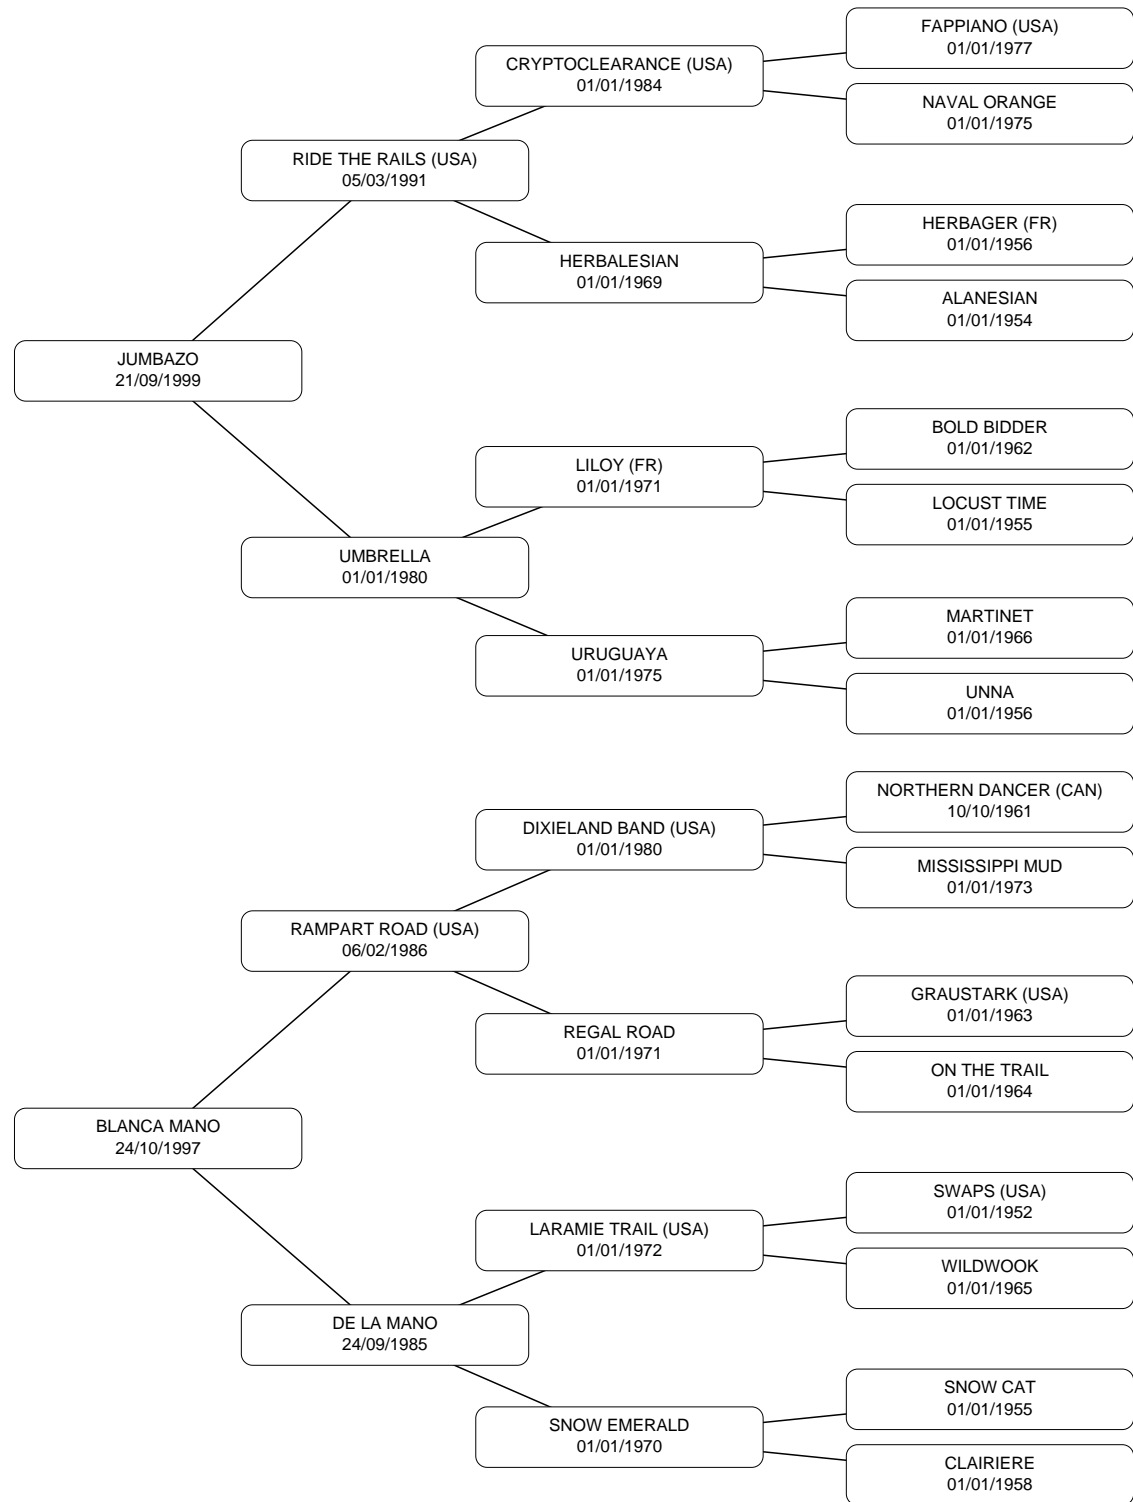 FAPPIANO (USA)
01/01/1977
CRYPTOCLEARANCE (USA)
01/01/1984
NAVAL ORANGE
01/01/1975
RIDE THE RAILS (USA)
05/03/1991
HERBAGER (FR)
01/01/1956
HERBALESIAN
01/01/1969
ALANESIAN
01/01/1954
JUMBAZO
21/09/1999
BOLD BIDDER
01/01/1962
LILOY (FR)
01/01/1971
LOCUST TIME
01/01/1955
UMBRELLA
01/01/1980
MARTINET
01/01/1966
URUGUAYA
01/01/1975
UNNA
01/01/1956
NORTHERN DANCER (CAN)
10/10/1961
DIXIELAND BAND (USA)
01/01/1980
MISSISSIPPI MUD
01/01/1973
RAMPART ROAD (USA)
06/02/1986
GRAUSTARK (USA)
01/01/1963
REGAL ROAD
01/01/1971
ON THE TRAIL
01/01/1964
BLANCA MANO
24/10/1997
SWAPS (USA)
01/01/1952
LARAMIE TRAIL (USA)
01/01/1972
WILDWOOK
01/01/1965
DE LA MANO
24/09/1985
SNOW CAT
01/01/1955
SNOW EMERALD
01/01/1970
CLAIRIERE
01/01/1958